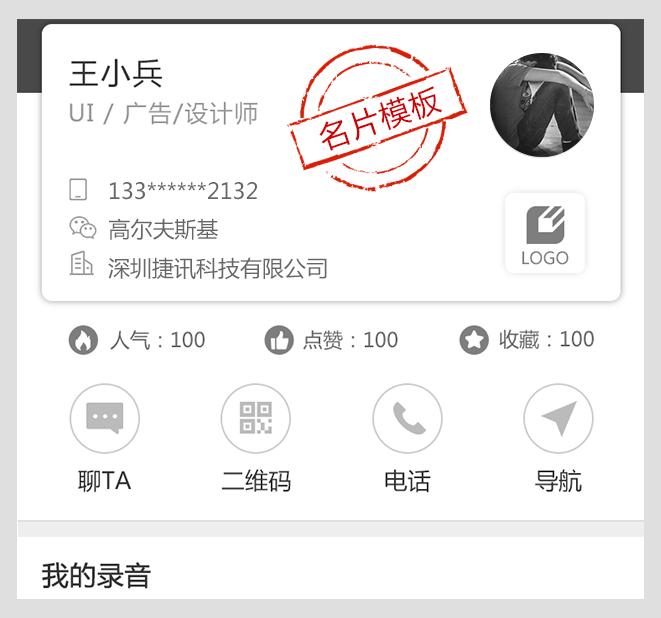 王小兵
UI / 广告/设计师
名片模板
133******2132
高尔夫斯基
深圳捷讯科技有限公司
LOGO
人气：100
点赞：100
收藏：100
聊TA
二维码
电话
导航
我的录音